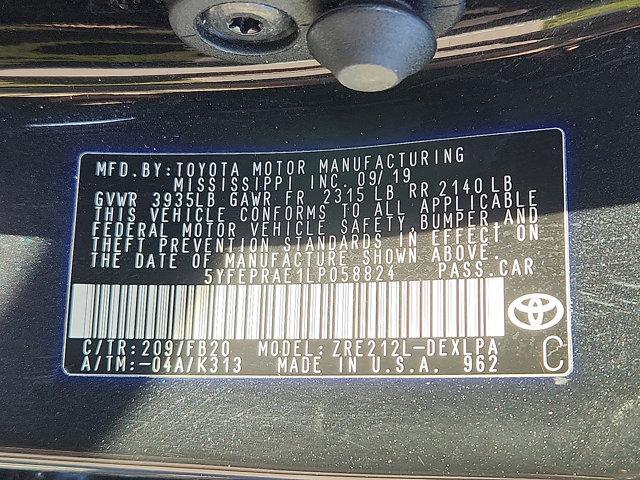 MFD.BY:TOYOTA MOTOR MANUFACTURING
MISSISSIPPI INC. 09/19
GVWR 3935LB GAWR FR 2315 LB RR 2140 LB
THIS VEHICLE CONFORMS TO ALL APPLICABLE
FEDERAL MOTOR VEHICLE SAFETY,BUMPER AND
THEFT PREVENTION STANDARDS IN EFFECT ON
THE DATE OF MANUFACTURE SHOWN ABOVE.
5YFEPRAE1LP058824 PASS.CAR
C/TR:209/FB20 MODEL:ZRE212L-DEXLPA
A/TM:-04A/K313 MADE IN U.S.A. 962
C